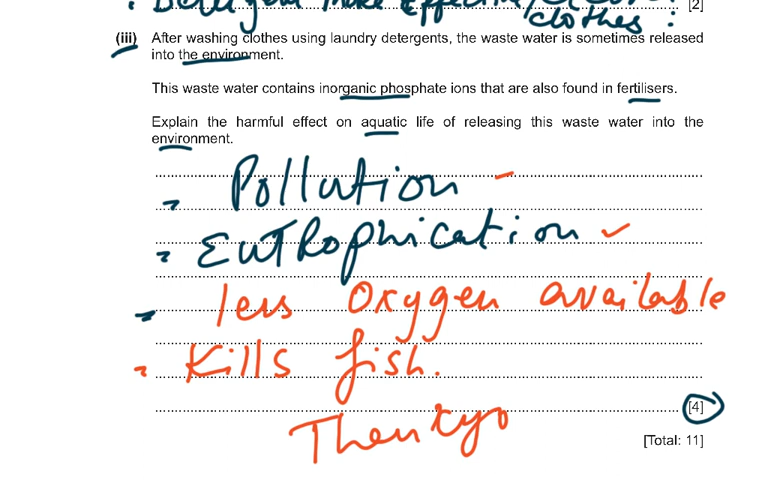 [2]
clothes :
(iii) After washing clothes using laundry detergents, the waste water is sometimes released
into the environment.
This waste water contains inorganic phosphate ions that are also found in fertilisers.
Explain the harmful effect on aquatic life of releasing this waste water into the
environment.
Pollution
Eutrophication
less oxygen available
Kills fish.
[4]
Thankyo
[Total: 11]